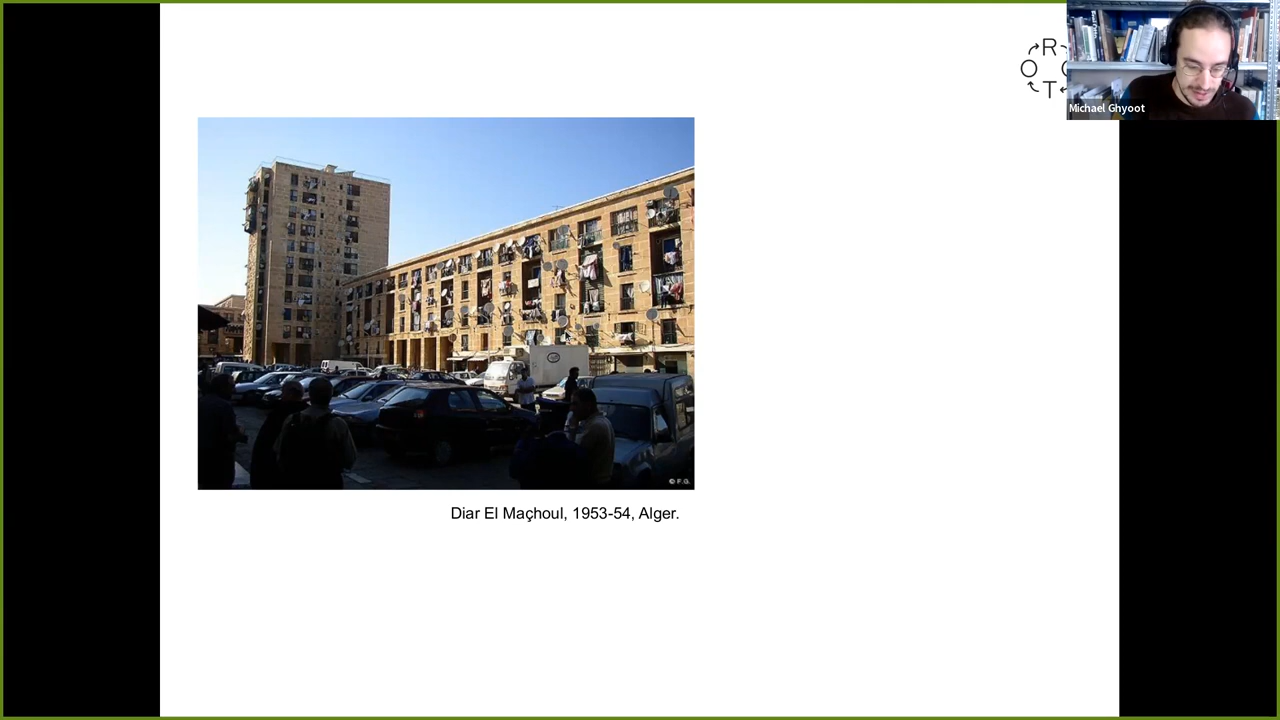 R
O
T
Michael Ghyoot
© F.G.
Diar El Maçhoul, 1953-54, Alger.